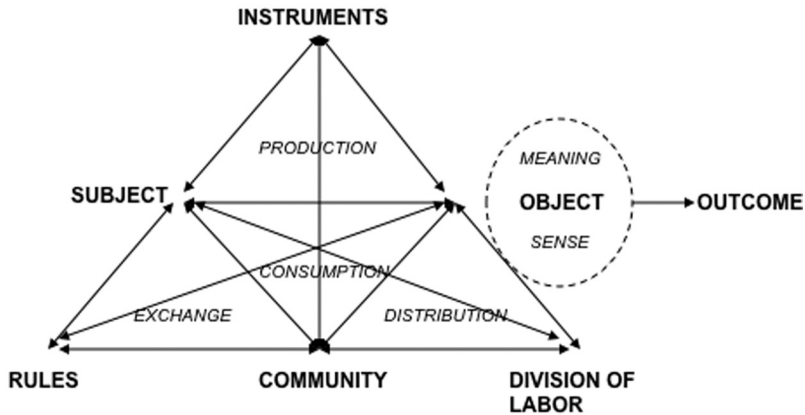 INSTRUMENTS
PRODUCTION
MEANING
SUBJECT
OBJECT
OUTCOME
SENSE
CONSUMPTION
EXCHANGE
DISTRIBUTION
RULES
COMMUNITY
DIVISION OF
LABOR